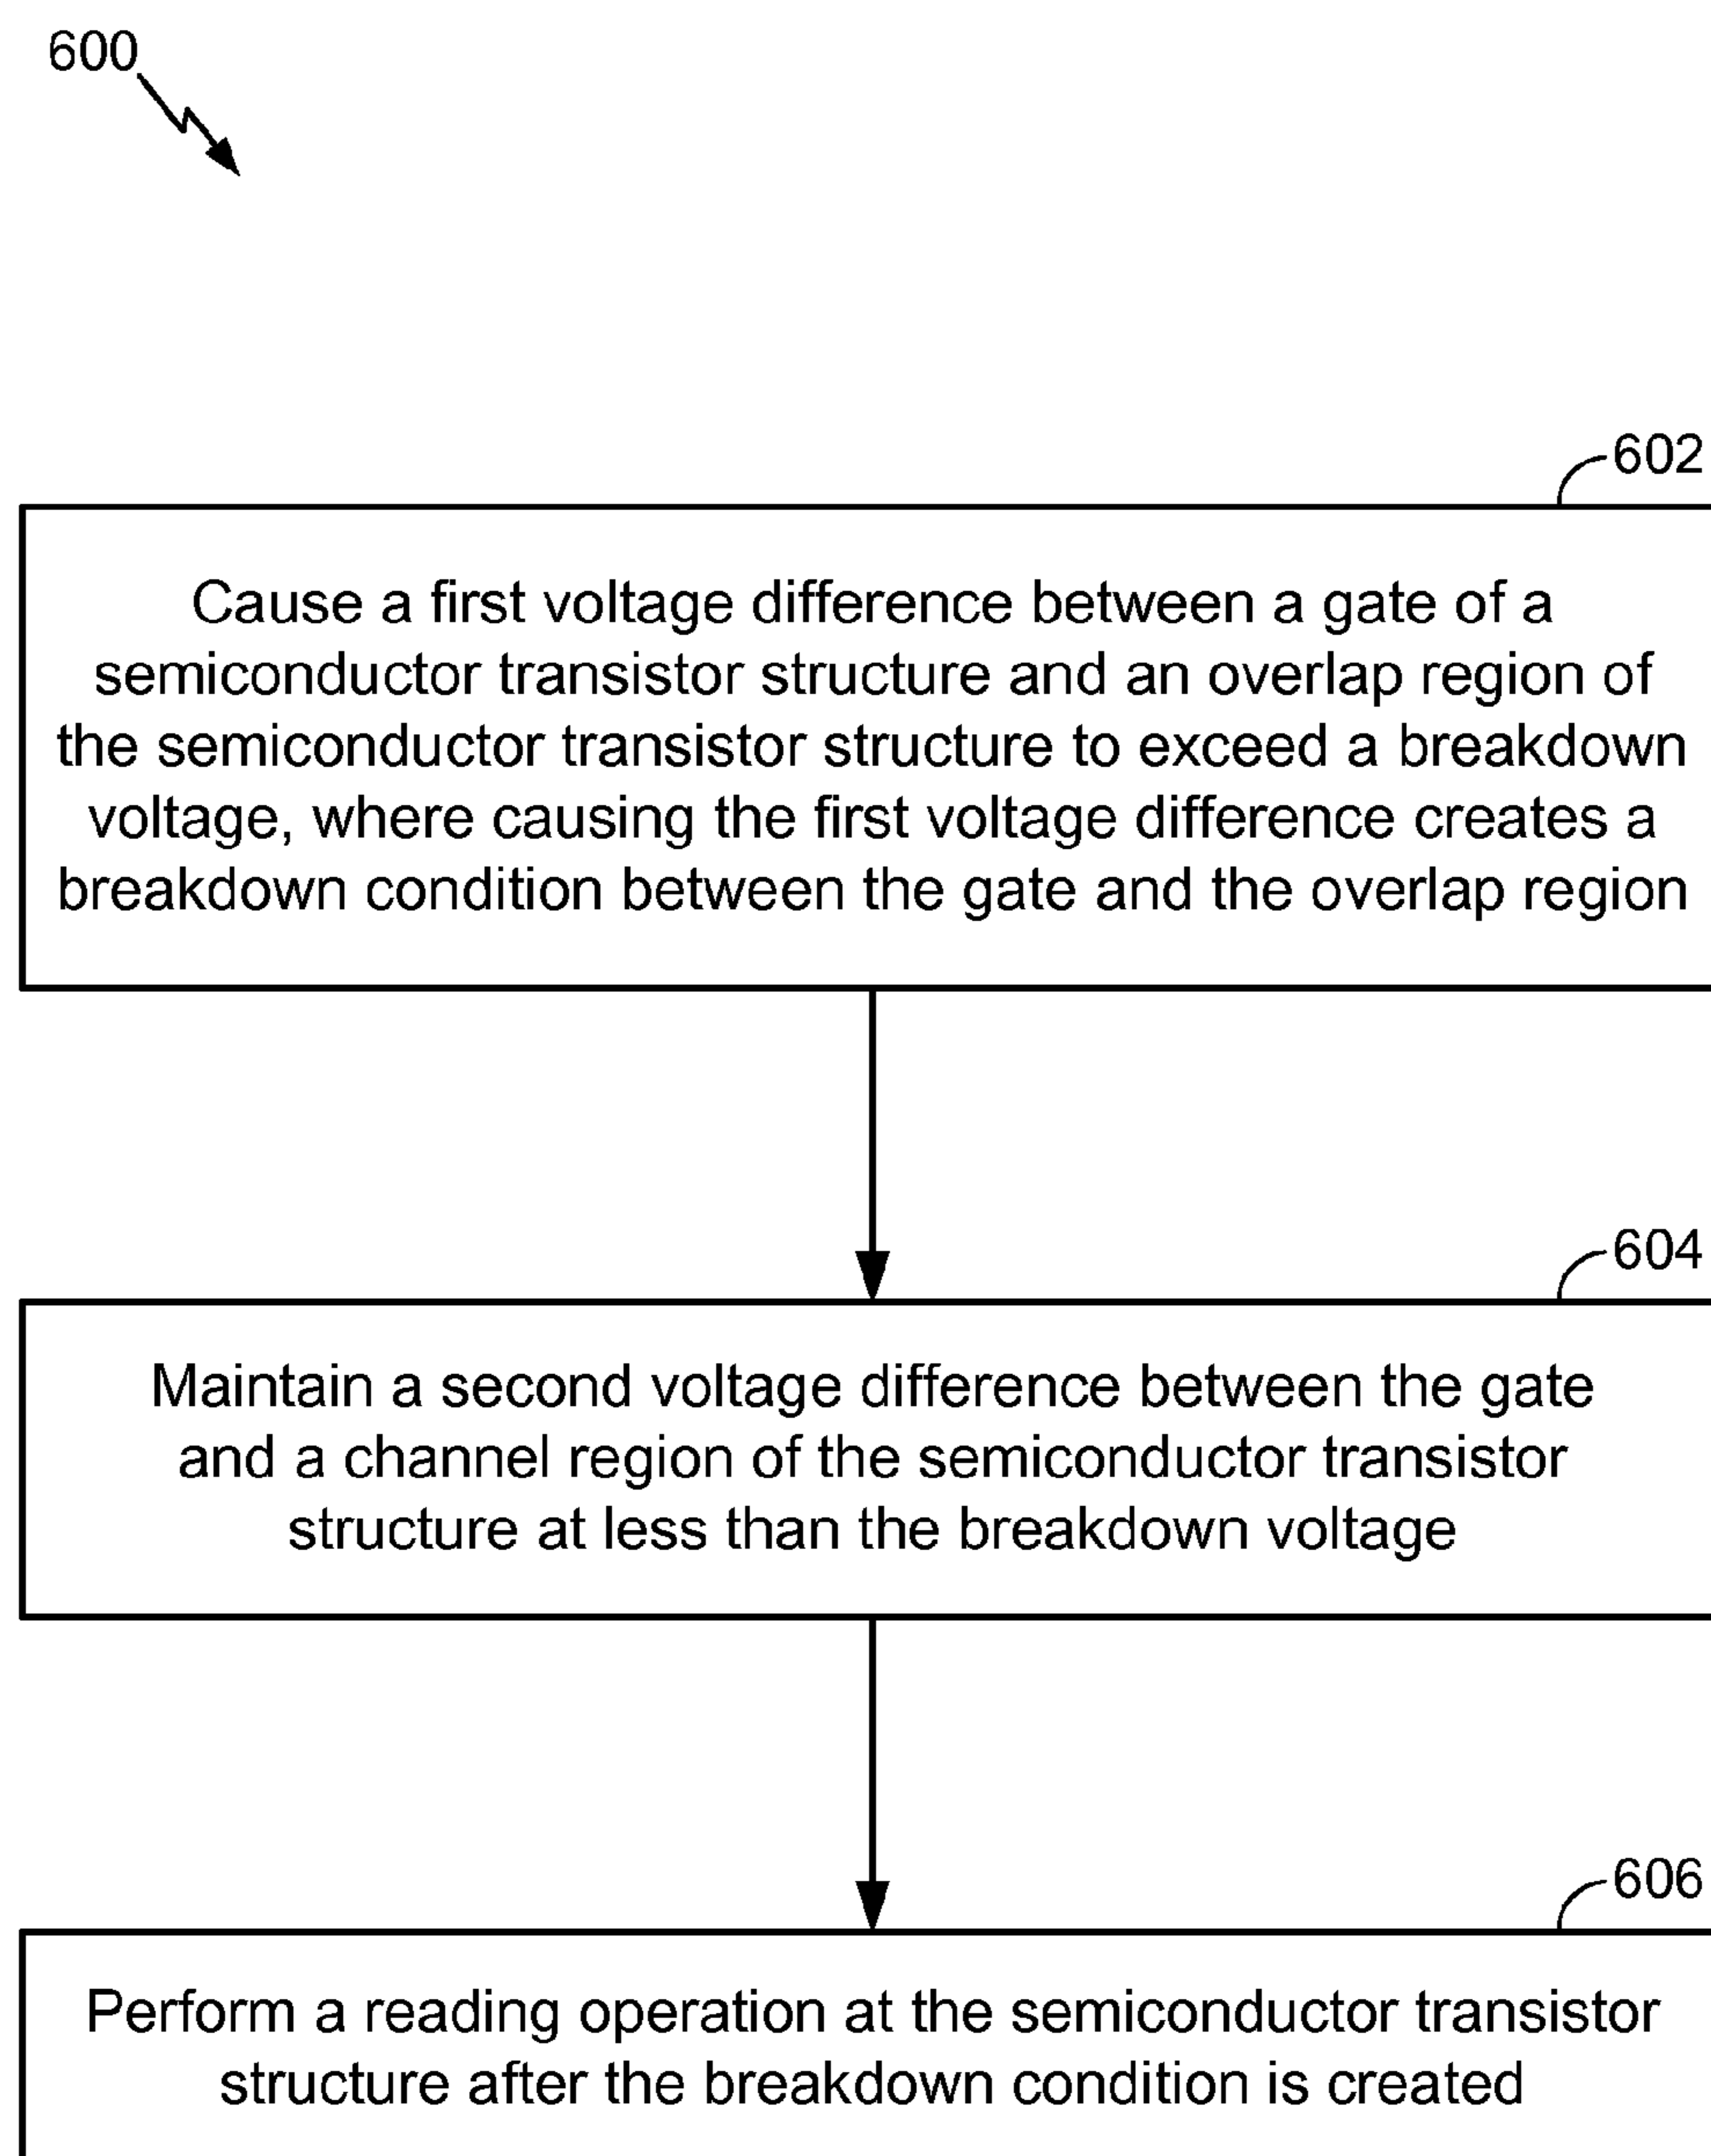 600
602
Cause a first voltage difference between a gate of a
semiconductor transistor structure and an overlap region of
the semiconductor transistor structure to exceed a breakdown
voltage, where causing the first voltage difference creates a
breakdown condition between the gate and the overlap region
604
Maintain a second voltage difference between the gate
and a channel region of the semiconductor transistor
structure at less than the breakdown voltage
606
Perform a reading operation at the semiconductor transistor
structure after the breakdown condition is created